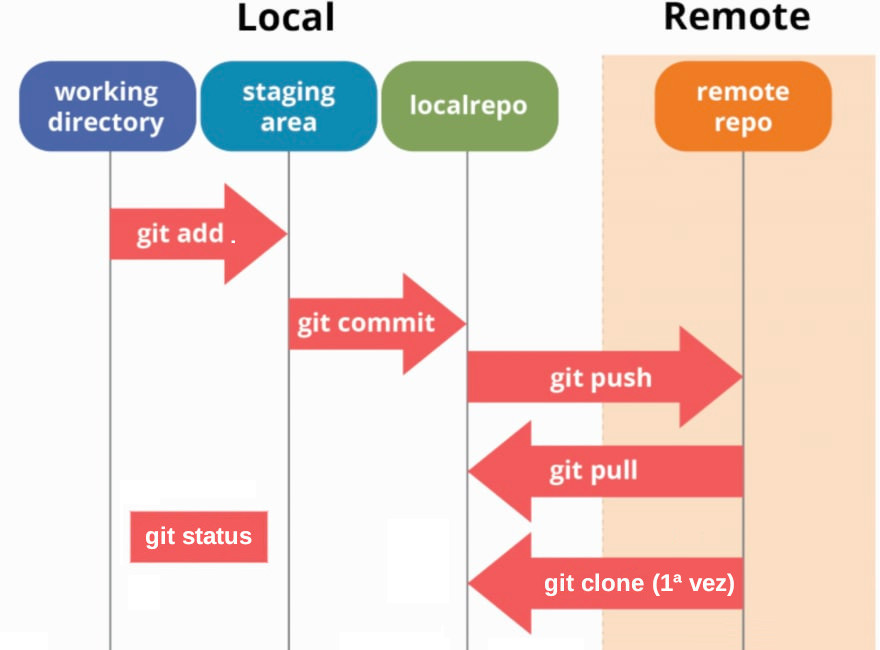 Local
Remote
working
directory
staging
area
localrepo
remote
repo
git add .
git commit
git push
git pull
git status
git clone (1ª vez)